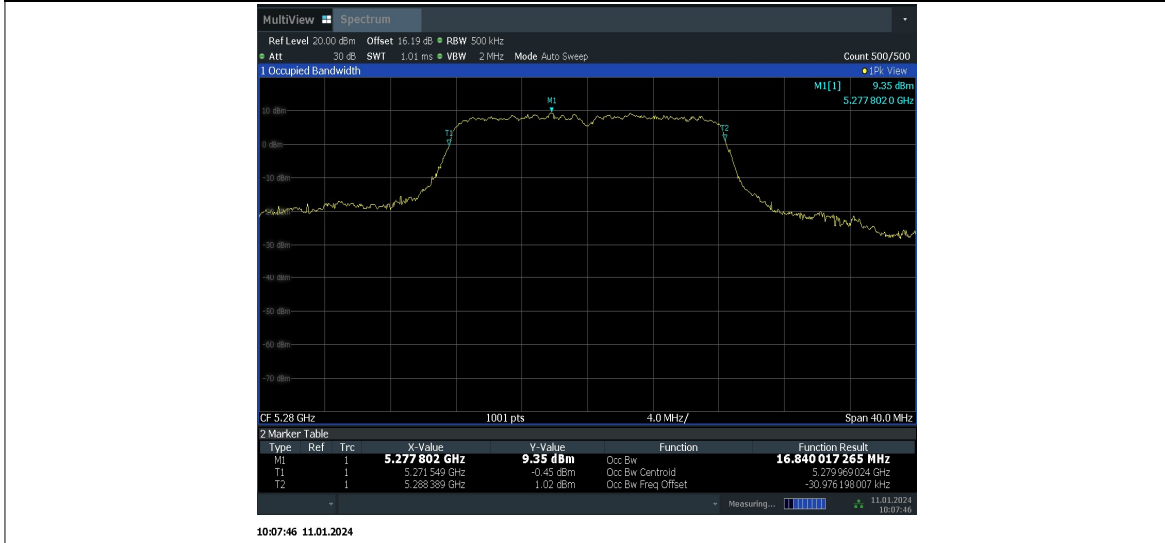 MultiView Spectrum
Ref Level 20.00 dBm Offset 16.19 dB RBW 500 kHz
Att 30 dB SWT 1.01 ms VBW 2 MHz Mode Auto Sweep Count 500/500
1 Occupied Bandwidth 1Pk View
M1[1] 9.35 dBm
5.277 802 0 GHz
M1
10 dBm
T1
T2
0 dBm
-10 dBm
-30 dBm
-40 dBm
-50 dBm
-60 dBm
-70 dBm
CF 5.28 GHz 1001 pts 4.0 MHz/ Span 40.0 MHz
2 Marker Table
Type Ref Trc X-Value Y-Value Function Function Result
M1 1 5.277 802 GHz 9.35 dBm Occ Bw 16.840 017 265 MHz
T1 1 5.271 549 GHz -0.45 dBm Occ Bw Centroid 5.279 969 024 GHz
T2 1 5.288 389 GHz 1.02 dBm Occ Bw Freq Offset -30.976 198 007 kHz
Measuring... 11.01.2024
10:07:46
10:07:46 11.01.2024